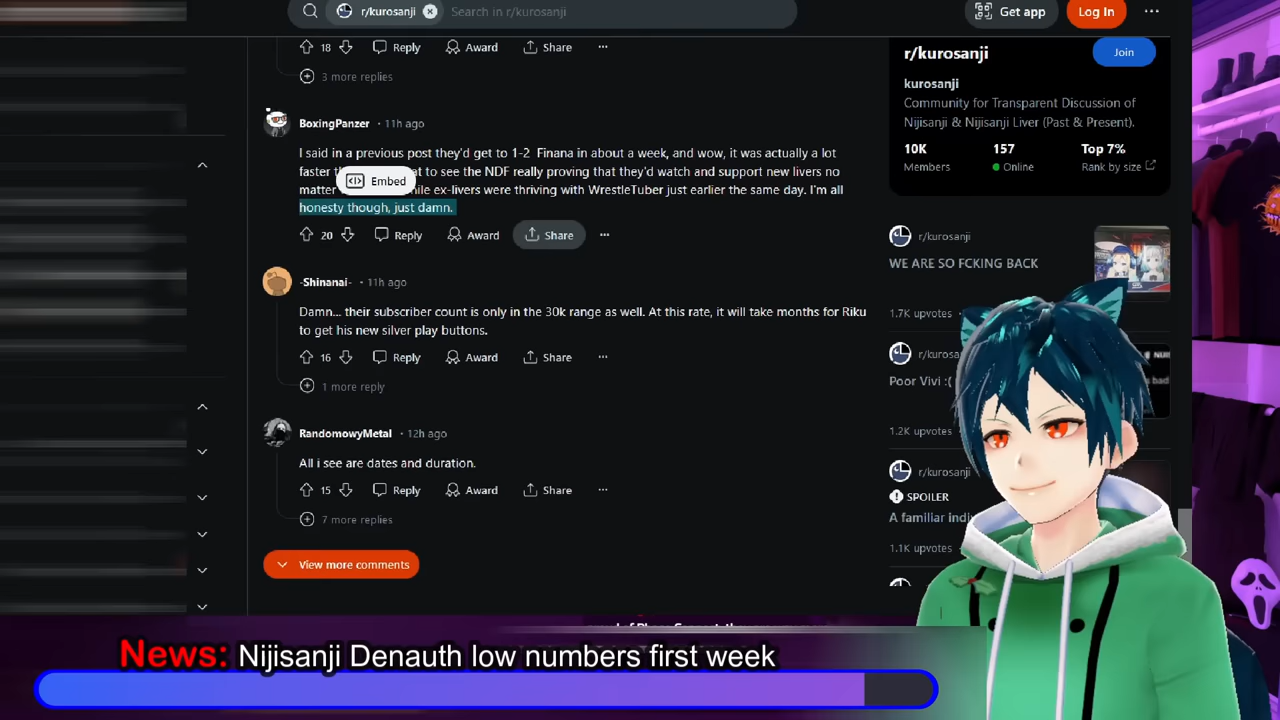 r/kurosanji
Search in r/kurosanji
Get app
Log In
18
Reply
Award
Share
3 more replies
BoxingPanzer · 11h ago
I said in a previous post they'd get to 1-2 Finana in about a week, and wow, it was actually a lot
faster to see the NDF really proving that they'd watch and support new livers no
matter ex-livers were thriving with WrestleTuber just earlier the same day. I'm all
honesty though, just damn.
Embed
20
Reply
Award
Share
-Shinanai- · 11h ago
Damn... their subscriber count is only in the 30k range as well. At this rate, it will take months for Riku
to get his new silver play buttons.
16
Reply
Award
Share
1 more reply
RandomowyMetal · 12h ago
All i see are dates and duration.
15
Reply
Award
Share
7 more replies
View more comments
r/kurosanji
Join
kurosanji
Community for Transparent Discussion of
Nijisanji & Nijisanji Liver (Past & Present).
10K 157 Top 7%
Members Online Rank by size
r/kurosanji
WE ARE SO FCKING BACK
1.7K upvotes
Poor Vivi :(
1.2K upvotes
r/kurosanji
SPOILER
A familiar
1.1K upvotes
News: Nijisanji Denauth low numbers first week